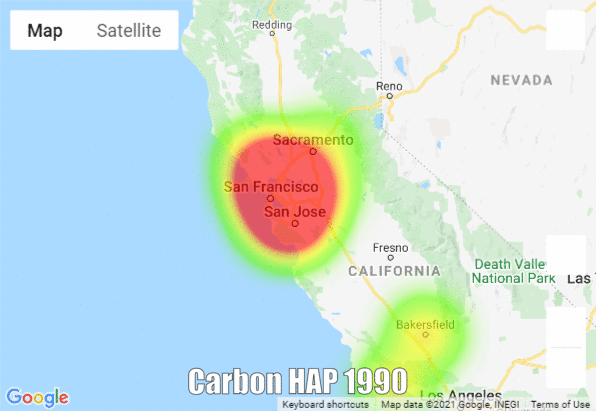 Map Satellite
Redding
Reno
NEVADA
Sacramento
San Francisco
San Jose
Fresno
CALIFORNIA
Death Valley
National Park
Las
Bakersfield
Carbon HAP 1990
Los Angeles
Google
Keyboard shortcuts Map data ©2021 Google, INEGI Terms of Use